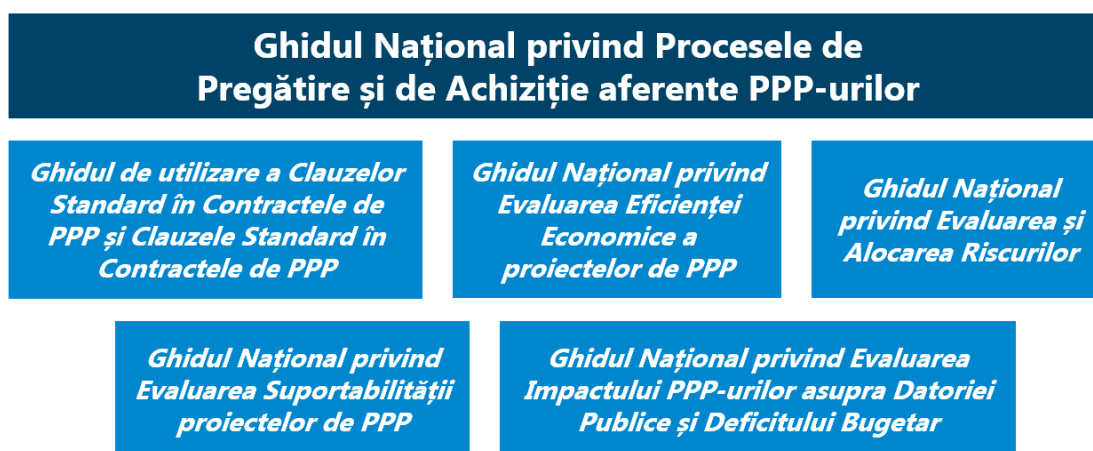 Ghidul Național privind Procesele de
Pregătire și de Achiziție aferente PPP-urilor
Ghidul de utilizare a Clauzelor
Standard în Contractele de
PPP și Clauzele Standard în
Contractele de PPP
Ghidul Național privind
Evaluarea Eficienței
Economice a
proiectelor de PPP
Ghidul Național
privind Evaluarea și
Alocarea Riscurilor
Ghidul Național privind
Evaluarea Suportabilității
proiectelor de PPP
Ghidul Național privind Evaluarea
Impactului PPP-urilor asupra Datoriei
Publice și Deficitului Bugetar